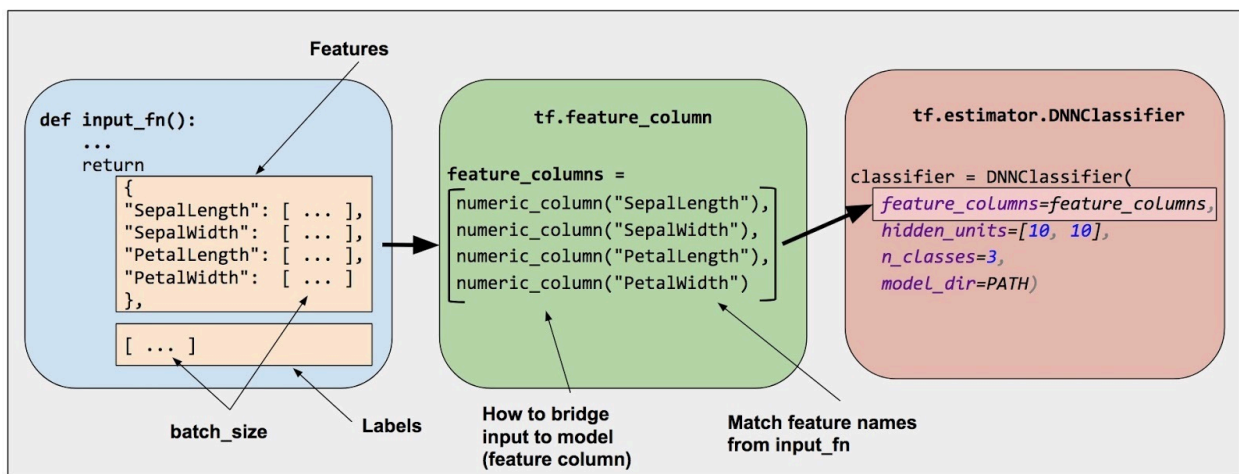 Features
def input_fn():
...
return
{
"SepalLength": [ ... ],
"SepalWidth": [ ... ],
"PetalLength": [ ... ],
"PetalWidth": [ ... ]
},
[ ... ]
batch_size
Labels
tf.feature_column
feature_columns =
numeric_column("SepalLength"),
numeric_column("SepalWidth"),
numeric_column("PetalLength"),
numeric_column("PetalWidth")
How to bridge
input to model
(feature column)
Match feature names
from input_fn
tf.estimator.DNNClassifier
classifier = DNNClassifier(
feature_columns=feature_columns,
hidden_units=[10, 10],
n_classes=3,
model_dir=PATH)